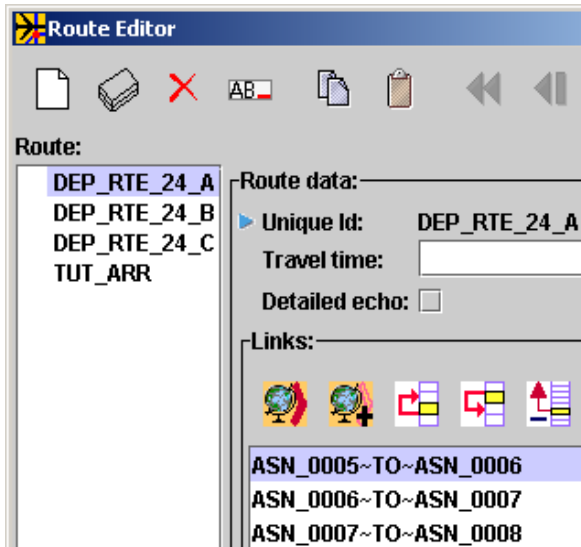 Route Editor
AB
Route:
DEP_RTE_24_A
DEP_RTE_24_B
DEP_RTE_24_C
TUT_ARR
Route data:
Unique Id: DEP_RTE_24_A
Travel time:
Detailed echo:
Links:
ASN_0005~TO~ASN_0006
ASN_0006~TO~ASN_0007
ASN_0007~TO~ASN_0008